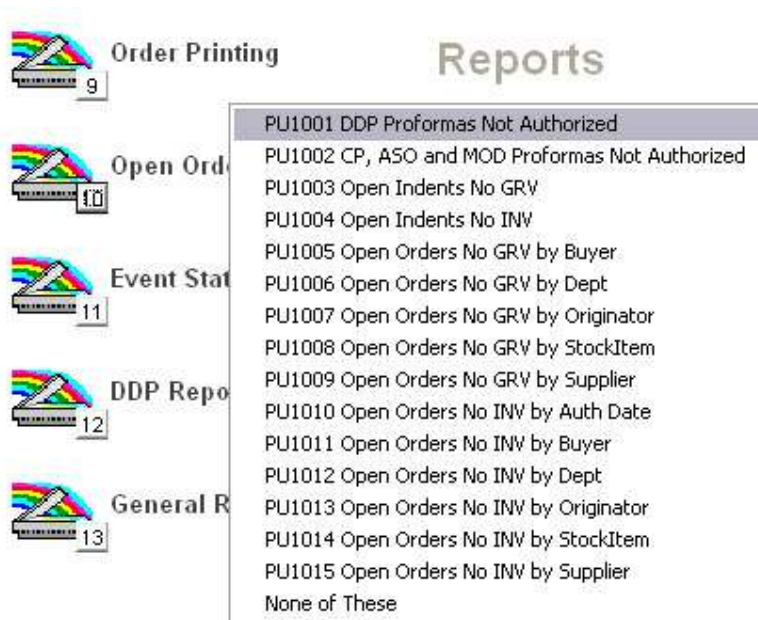 Order Printing
Reports
9
PU1001 DDP Proformas Not Authorized
PU1002 CP, ASO and MOD Proformas Not Authorized
Open Orde
10
PU1003 Open Indents No GRV
PU1004 Open Indents No INV
PU1005 Open Orders No GRV by Buyer
Event Stat
PU1006 Open Orders No GRV by Dept
11
PU1007 Open Orders No GRV by Originator
PU1008 Open Orders No GRV by StockItem
PU1009 Open Orders No GRV by Supplier
DDP Repo
PU1010 Open Orders No INV by Auth Date
12
PU1011 Open Orders No INV by Buyer
PU1012 Open Orders No INV by Dept
General R
PU1013 Open Orders No INV by Originator
13
PU1014 Open Orders No INV by StockItem
PU1015 Open Orders No INV by Supplier
None of These